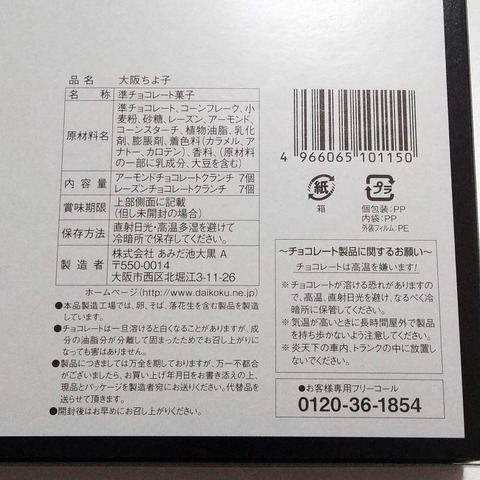 品名 大阪ちよ子
名称 準チョコレート菓子
原材料名 準チョコレート、コーンフレーク、小
麦粉、砂糖、レーズン、アーモンド、
コーンスターチ、植物油脂、乳化
剤、膨脹剤、着色料(カラメル、ア
ナトー、カロテン)、香料、(原材料
の一部に乳成分、大豆を含む)
内容量 アーモンドチョコレートクランチ 7個
レーズンチョコレートクランチ 7個
賞味期限 上部側面に記載
(但し未開封の場合)
保存方法 直射日光・高温多湿を避けて
冷暗所で保存してください。
製造者 株式会社 あみだ池大黒 A
〒550-0014
大阪市西区北堀江3-11-26
ホームページ(http://www.daikoku.ne.jp)
●本品製造工場では、卵、そば、落花生を含む製品を製造
しています。
●チョコレートは一旦溶けると白くなることがありますが、成
分の油脂分が分離して固まったためでお召し上がりに
なっても害はありません。
●製品につきましては万全を期しておりますが、万一不都合
がございましたら、お買い上げ年月日をお書き添えの上、
現品とパッケージを製造者宛にお送りください。代替品を
送らせて頂きます。
●開封後はお早めにお召し上がりください。
4 966065 101150
紙
箱
プラ
個包装:PP
内袋:PP
外装フィルム:PE
〜チョコレート製品に関するお願い〜
チョコレートは高温を嫌います!
※チョコレートが溶ける恐れがありますの
で、高温、直射日光を避け、なるべく冷
暗所に保管してください。
※気温が高いときに長時間屋外で製品
を持ち歩かないよう注意してください。
※炎天下の車内、トランクの中に放置し
ないでください。
●お客様専用フリーコール
0120-36-1854